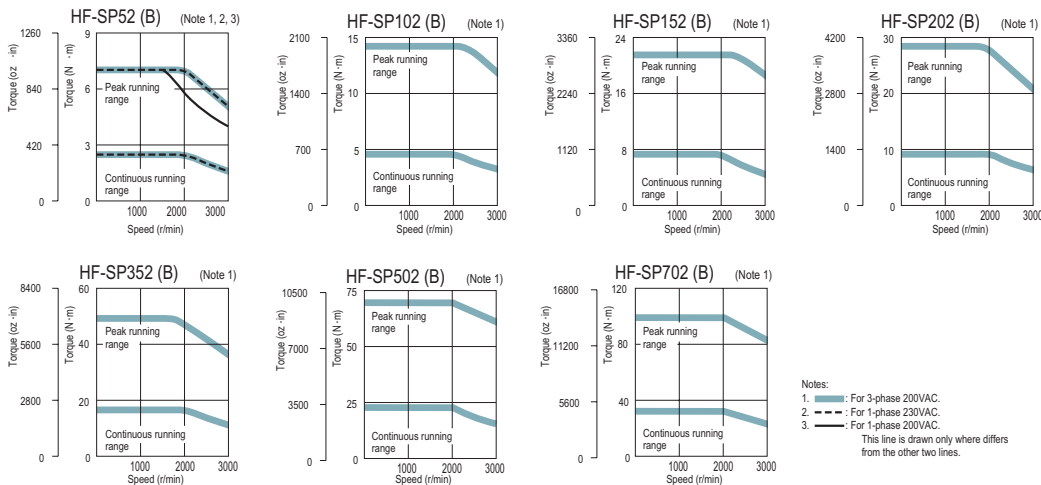 HF-SP52 (B) (Note 1, 2, 3)
1260
840
420
0
Torque (oz ·in)
9
6
3
0
Torque (N ·m)
Peak running
range
Continuous running
range
1000 2000 3000
Speed (r/min)
HF-SP102 (B) (Note 1)
2100
1400
700
0
Torque (oz ·in)
15
10
5
0
Torque (N ·m)
Peak running
range
Continuous running
range
1000 2000 3000
Speed (r/min)
HF-SP152 (B) (Note 1)
3360
2240
1120
0
Torque (oz ·in)
24
16
8
0
Torque (N ·m)
Peak running
range
Continuous running
range
1000 2000 3000
Speed (r/min)
HF-SP202 (B) (Note 1)
4200
2800
1400
0
Torque (oz ·in)
30
20
10
0
Torque (N ·m)
Peak running
range
Continuous running
range
1000 2000 3000
Speed (r/min)
HF-SP352 (B) (Note 1)
8400
5600
2800
0
Torque (oz ·in)
60
40
20
0
Torque (N ·m)
Peak running
range
Continuous running
range
1000 2000 3000
Speed (r/min)
HF-SP502 (B) (Note 1)
10500
7000
3500
0
Torque (oz ·in)
75
50
25
0
Torque (N ·m)
Peak running
range
Continuous running
range
1000 2000 3000
Speed (r/min)
HF-SP702 (B) (Note 1)
16800
11200
5600
0
Torque (oz ·in)
120
80
40
0
Torque (N ·m)
Peak running
range
Continuous running
range
1000 2000 3000
Speed (r/min)
Notes:
1. : For 3-phase 200VAC.
2. : For 1-phase 230VAC.
3. : For 1-phase 200VAC.
This line is drawn only where differs
from the other two lines.